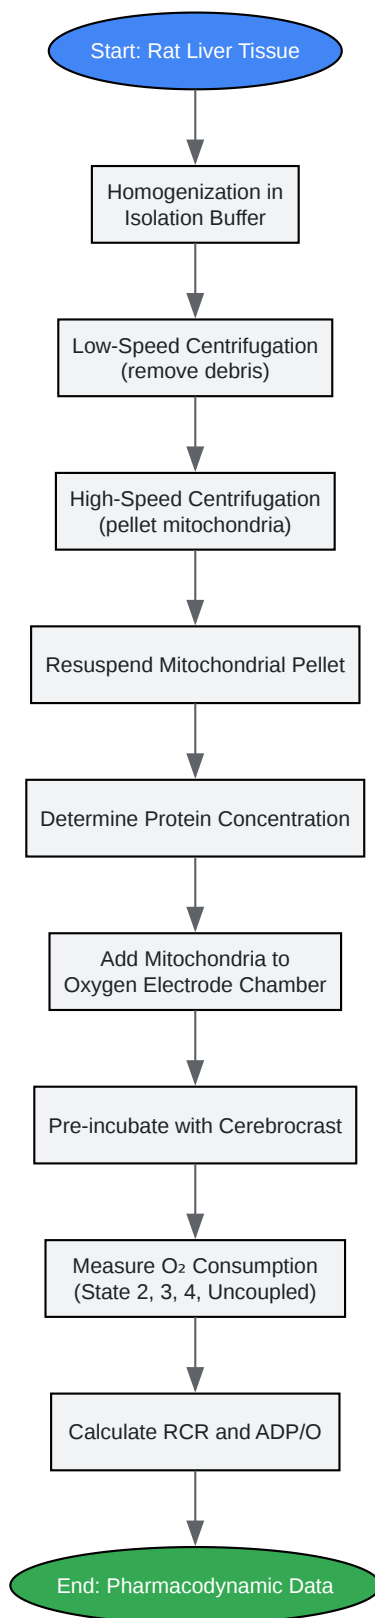 Start: Rat Liver Tissue
Homogenization in
Isolation Buffer
Low-Speed Centrifugation
(remove debris)
High-Speed Centrifugation
(pellet mitochondria)
Resuspend Mitochondrial Pellet
Determine Protein Concentration
Add Mitochondria to
Oxygen Electrode Chamber
Pre-incubate with Cerebrocrast
Measure O₂ Consumption
(State 2, 3, 4, Uncoupled)
Calculate RCR and ADP/O
End: Pharmacodynamic Data